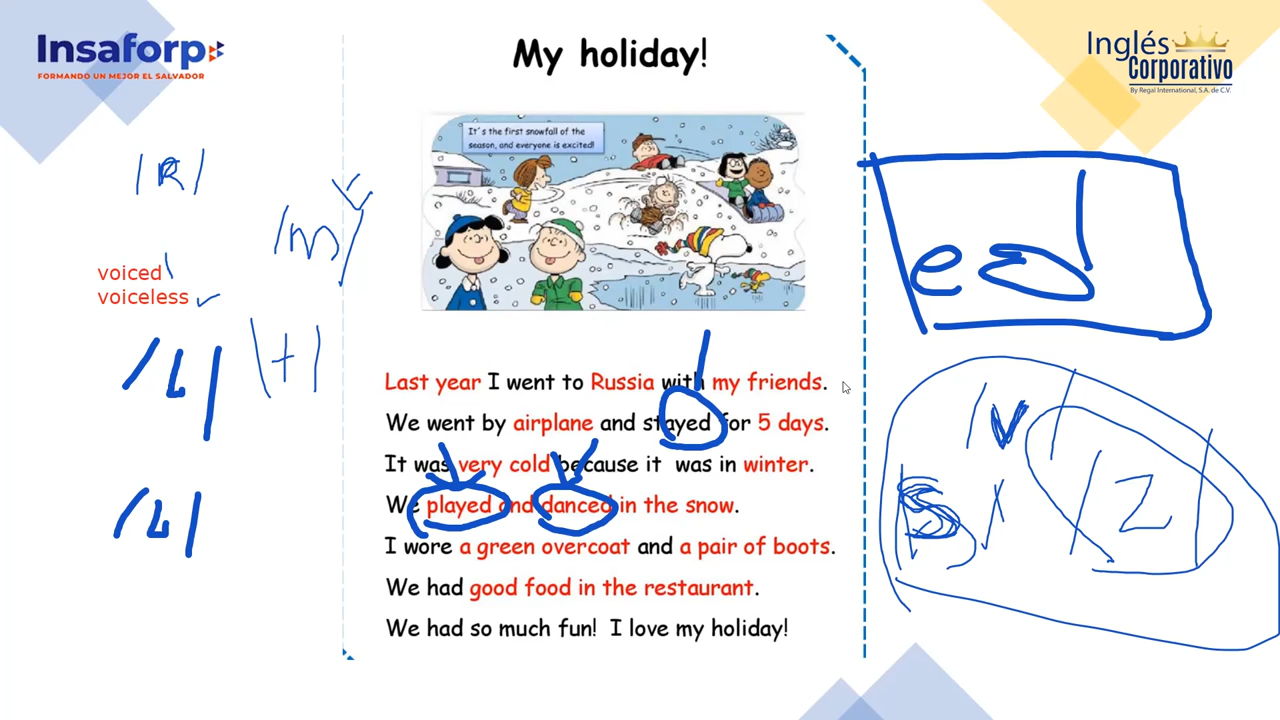 Insaforp
FORMANDO UN MEJOR EL SALVADOR
My holiday!
Inglés
Corporativo
By Regal International, S.A. de C.V.
It's the first snowfall of the
season, and everyone is excited!
/R/
/m/
voiced
voiceless
/t/
ed
/v/
/z/
Last year I went to Russia with my friends.
We went by airplane and stayed for 5 days.
It was very cold because it was in winter.
We played and danced in the snow.
I wore a green overcoat and a pair of boots.
We had good food in the restaurant.
We had so much fun! I love my holiday!